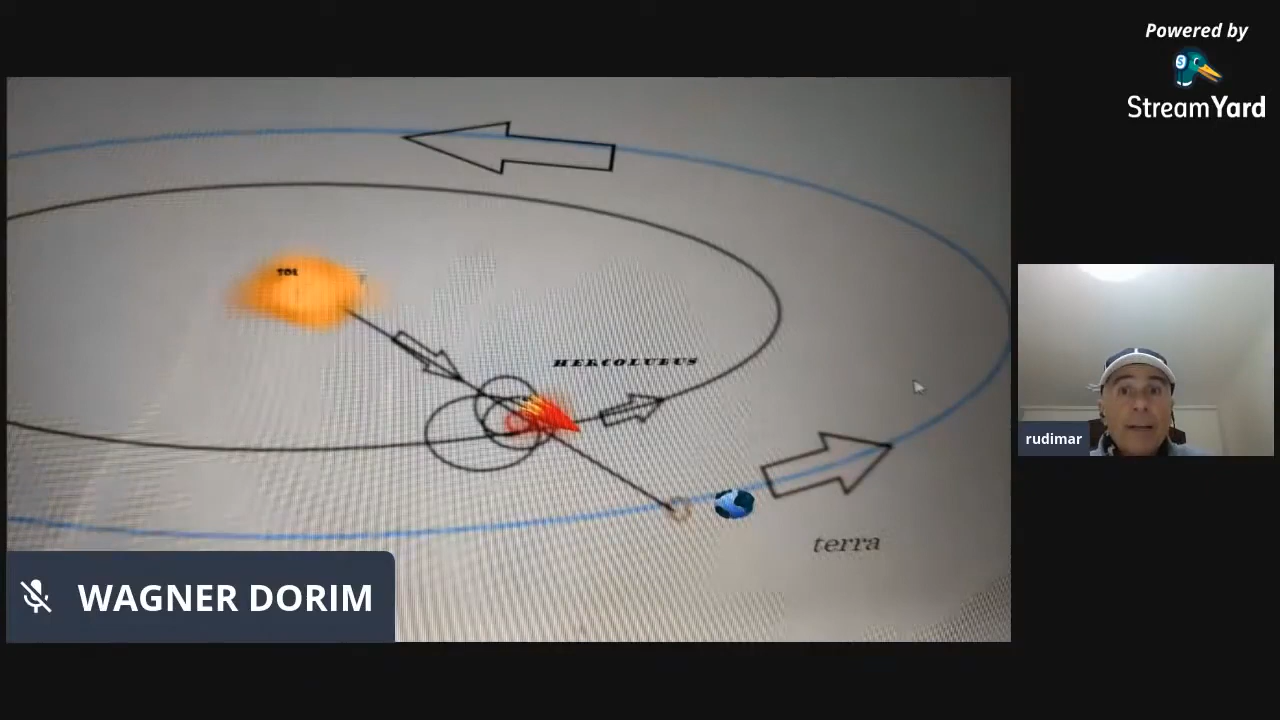 Powered by
StreamYard
SOL
HERCOLUBUS
rudimar
terra
WAGNER DORIM